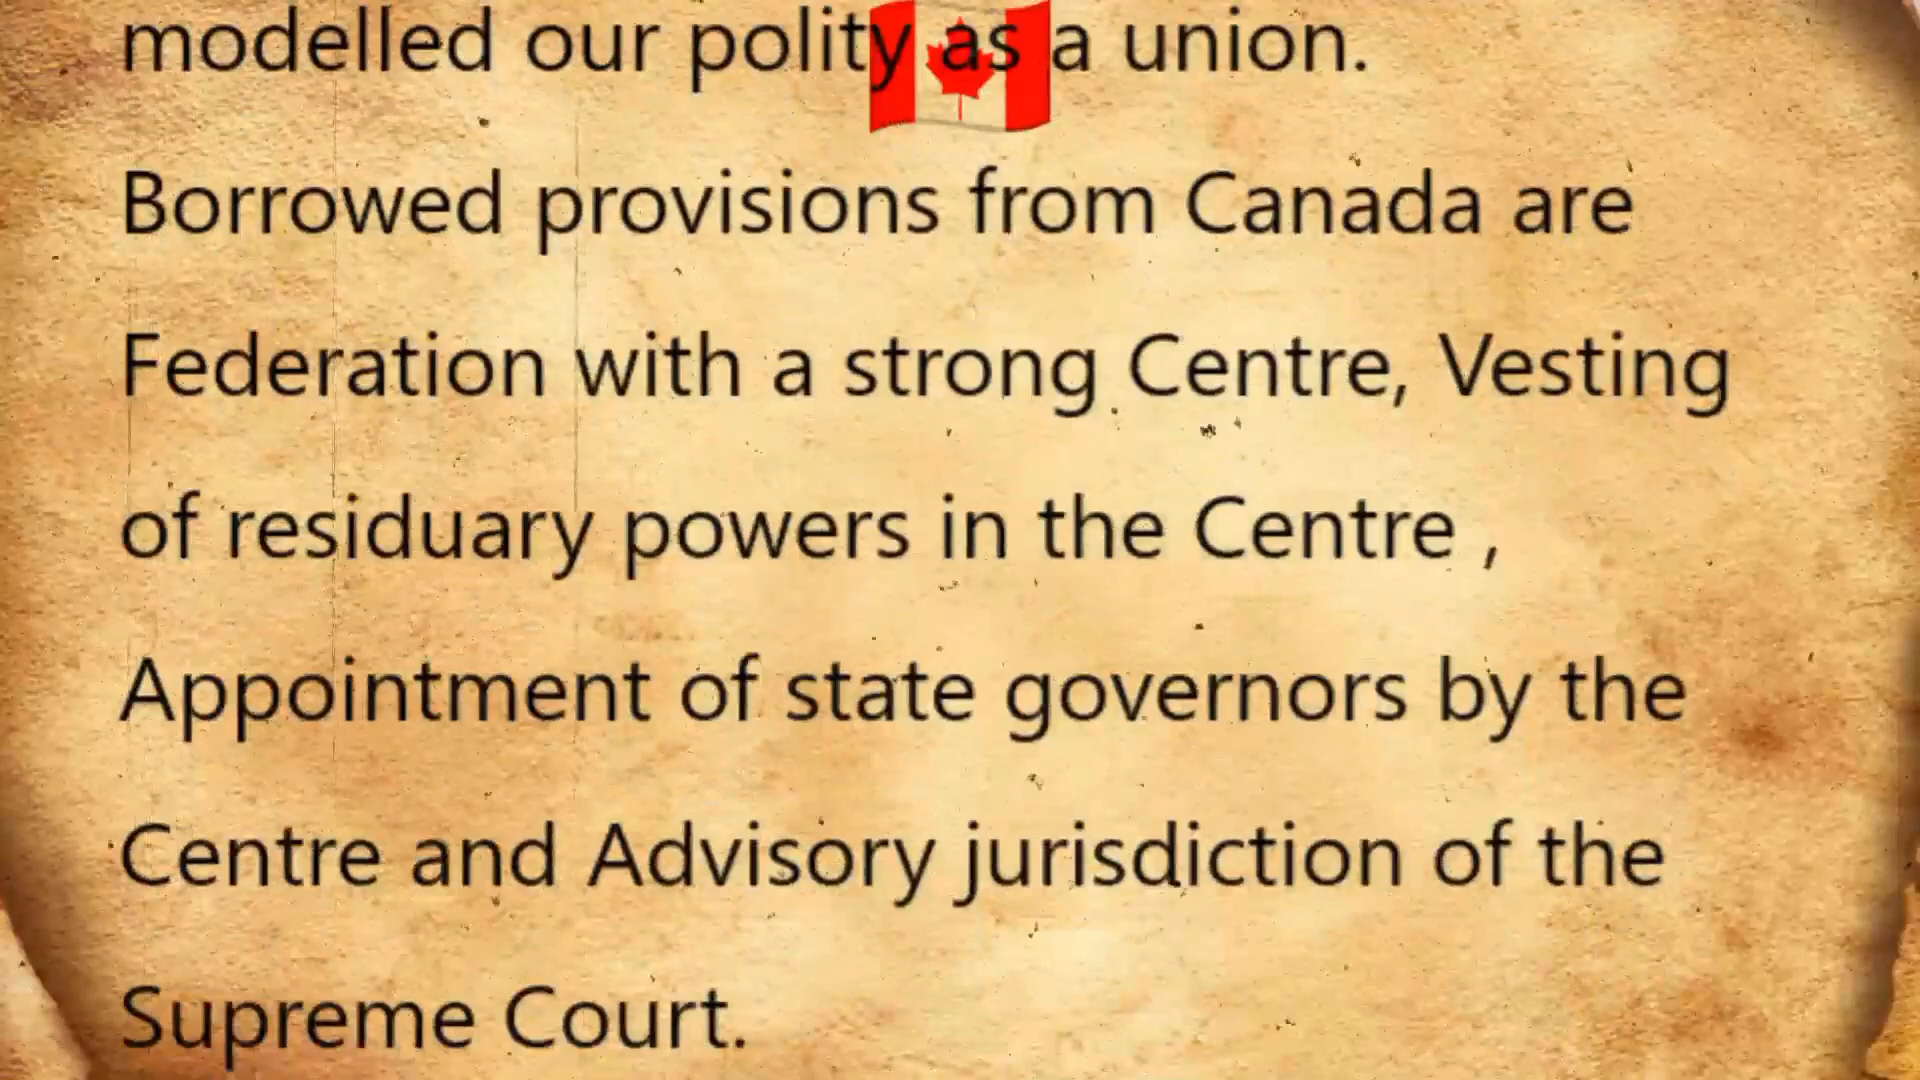 modelled our polity as a union.
Borrowed provisions from Canada are
Federation with a strong Centre, Vesting
of residuary powers in the Centre ,
Appointment of state governors by the
Centre and Advisory jurisdiction of the
Supreme Court.